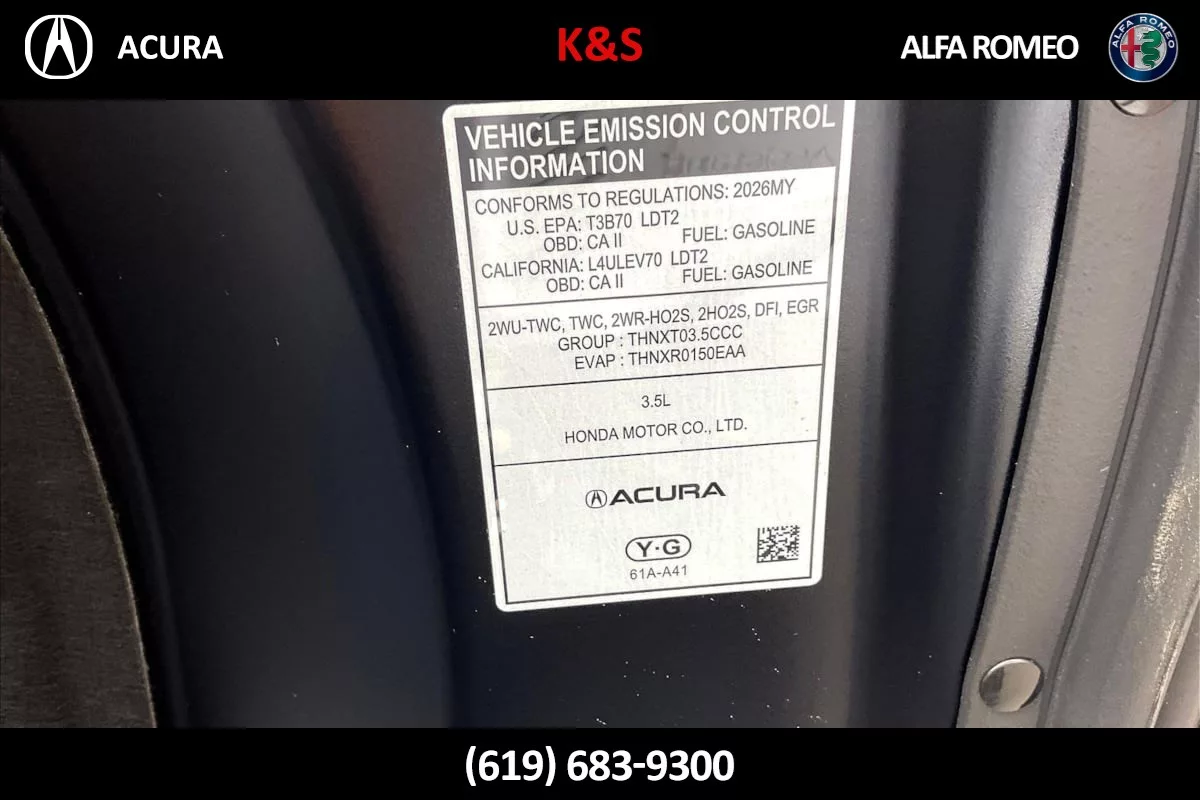 ACURA
K&S
ALFA ROMEO
ALFA ROMEO
VEHICLE EMISSION CONTROL
INFORMATION
CONFORMS TO REGULATIONS: 2026MY
U.S. EPA: T3B70 LDT2
OBD: CA II FUEL: GASOLINE
CALIFORNIA: L4ULEV70 LDT2
OBD: CA II FUEL: GASOLINE
2WU-TWC, TWC, 2WR-HO2S, 2HO2S, DFI, EGR
GROUP : THNXT03.5CCC
EVAP : THNXR0150EAA
3.5L
HONDA MOTOR CO., LTD.
ACURA
Y·G
61A-A41
(619) 683-9300